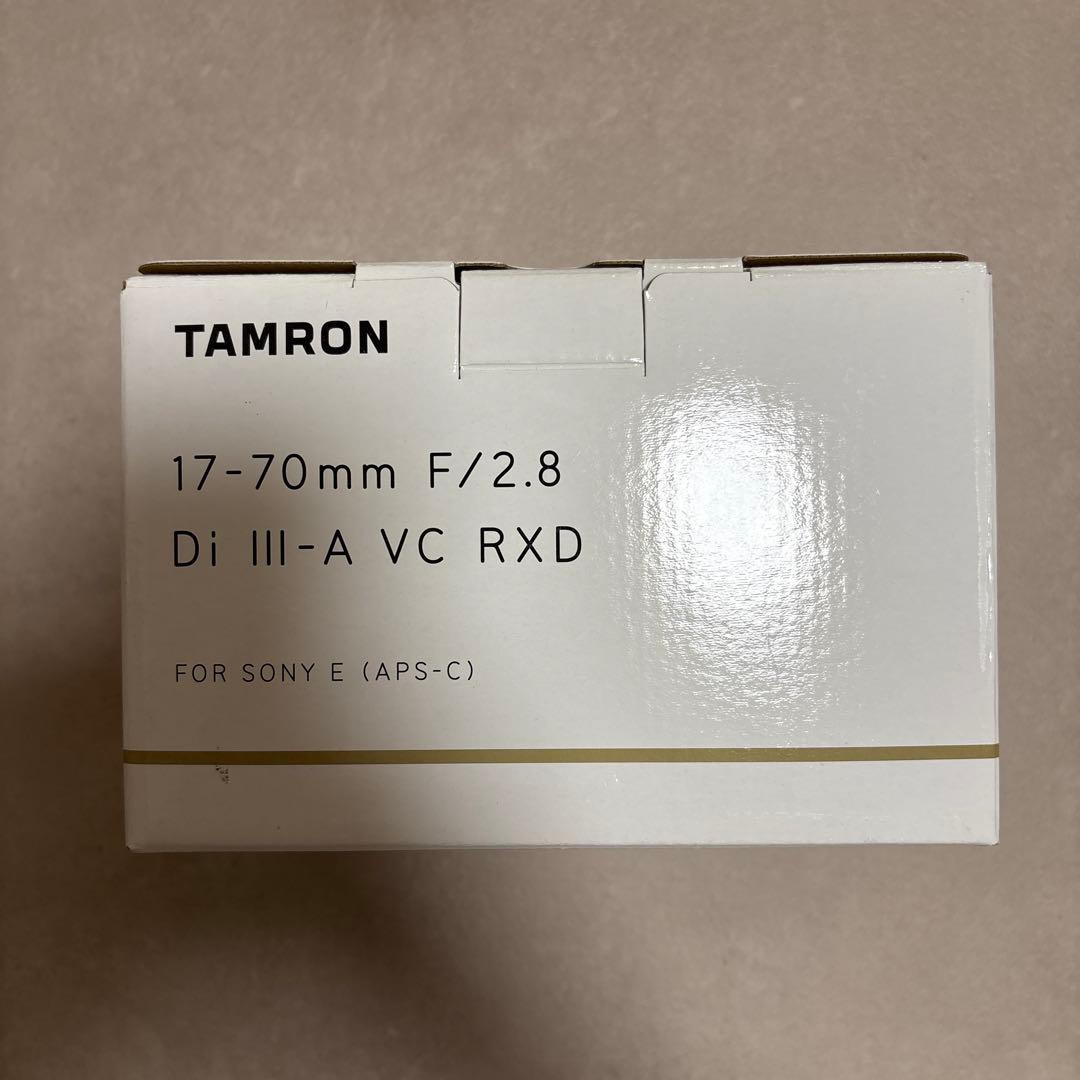 TAMRON
17-70mm F/2.8
Di III-A VC RXD
FOR SONY E (APS-C)